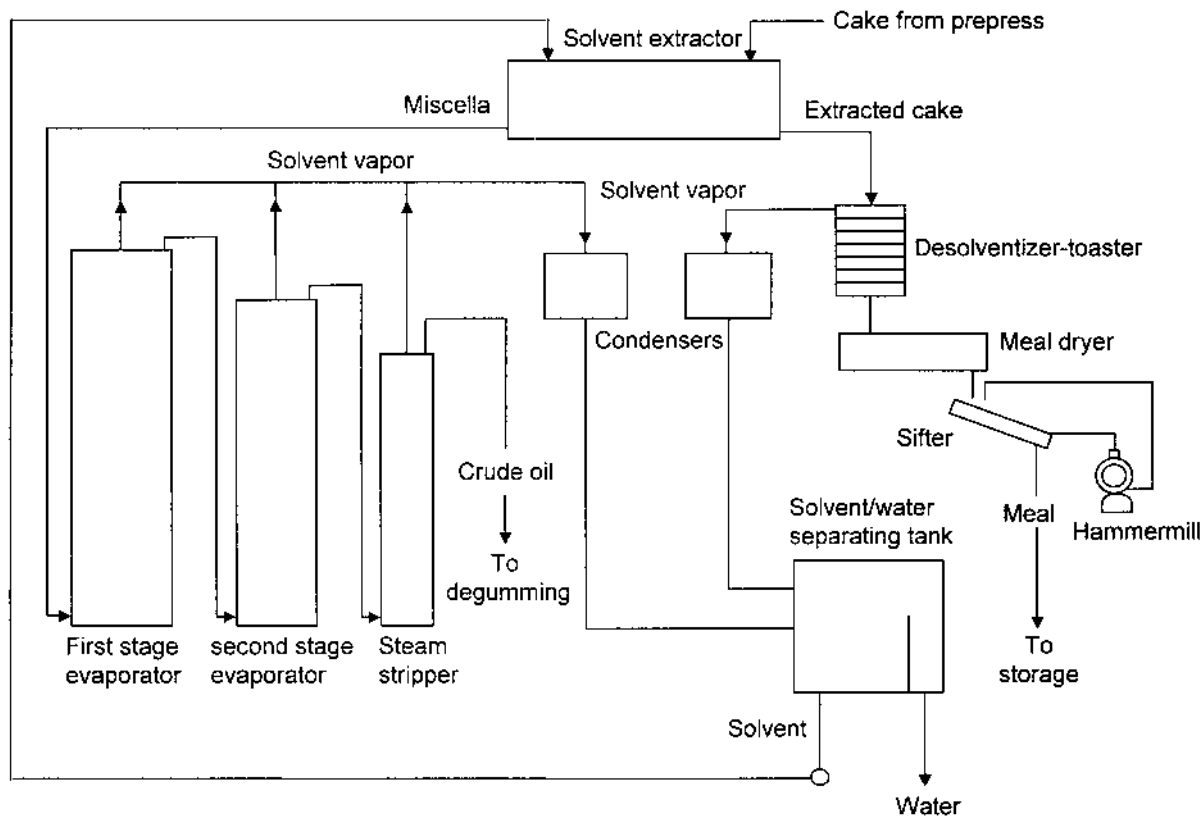 Cake from prepress
Solvent extractor
Miscella
Extracted cake
Solvent vapor
Solvent vapor
Desolventizer-toaster
Condensers
Meal dryer
Sifter
Crude oil
Solvent/water
separating tank
Meal
Hammermill
To
degumming
First stage
evaporator
second stage
evaporator
Steam
stripper
To
storage
Solvent
Water